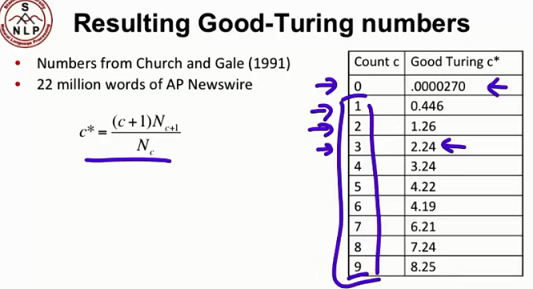 S
NLP
Resulting Good-Turing numbers
• Numbers from Church and Gale (1991)
• 22 million words of AP Newswire
c* = (c+1)N_{c+1} / N_c
Count c Good Turing c*
0 .0000270
1 0.446
2 1.26
3 2.24
4 3.24
5 4.22
6 4.19
7 6.21
8 7.24
9 8.25